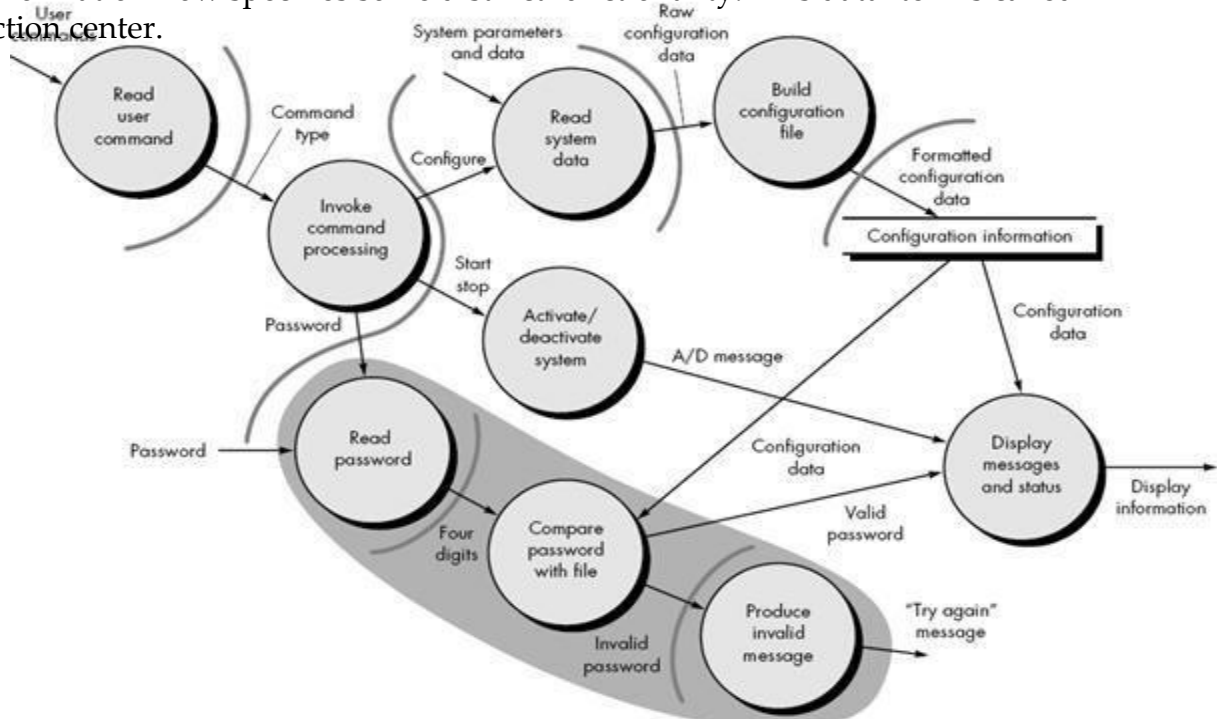 ction center.
User
commands
Read
user
command
Command
type
Invoke
command
processing
System parameters
and data
Configure
Read
system
data
Raw
configuration
data
Build
configuration
file
Formatted
configuration
data
Configuration information
Start
stop
Activate/
deactivate
system
A/D message
Configuration
data
Password
Password
Read
password
Four
digits
Compare
password
with file
Configuration
data
Valid
password
Display
messages
and status
Display
information
Invalid
password
Produce
invalid
message
"Try again"
message